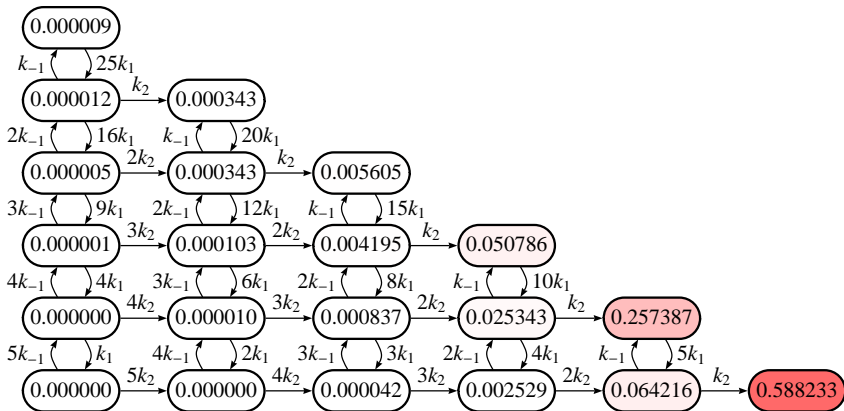 0.000009
k₋₁ 25k₁
k₂
0.000012 0.000343
2k₋₁ 16k₁ k₋₁ 20k₁
2k₂ k₂
0.000005 0.000343 0.005605
3k₋₁ 9k₁ 2k₋₁ 12k₁ k₋₁ 15k₁
3k₂ 2k₂ k₂
0.000001 0.000103 0.004195 0.050786
4k₋₁ 4k₁ 3k₋₁ 6k₁ 2k₋₁ 8k₁ k₋₁ 10k₁
4k₂ 3k₂ 2k₂ k₂
0.000000 0.000010 0.000837 0.025343 0.257387
5k₋₁ k₁ 4k₋₁ 2k₁ 3k₋₁ 3k₁ 2k₋₁ 4k₁ k₋₁ 5k₁
5k₂ 4k₂ 3k₂ 2k₂ k₂
0.000000 0.000000 0.000042 0.002529 0.064216 0.588233